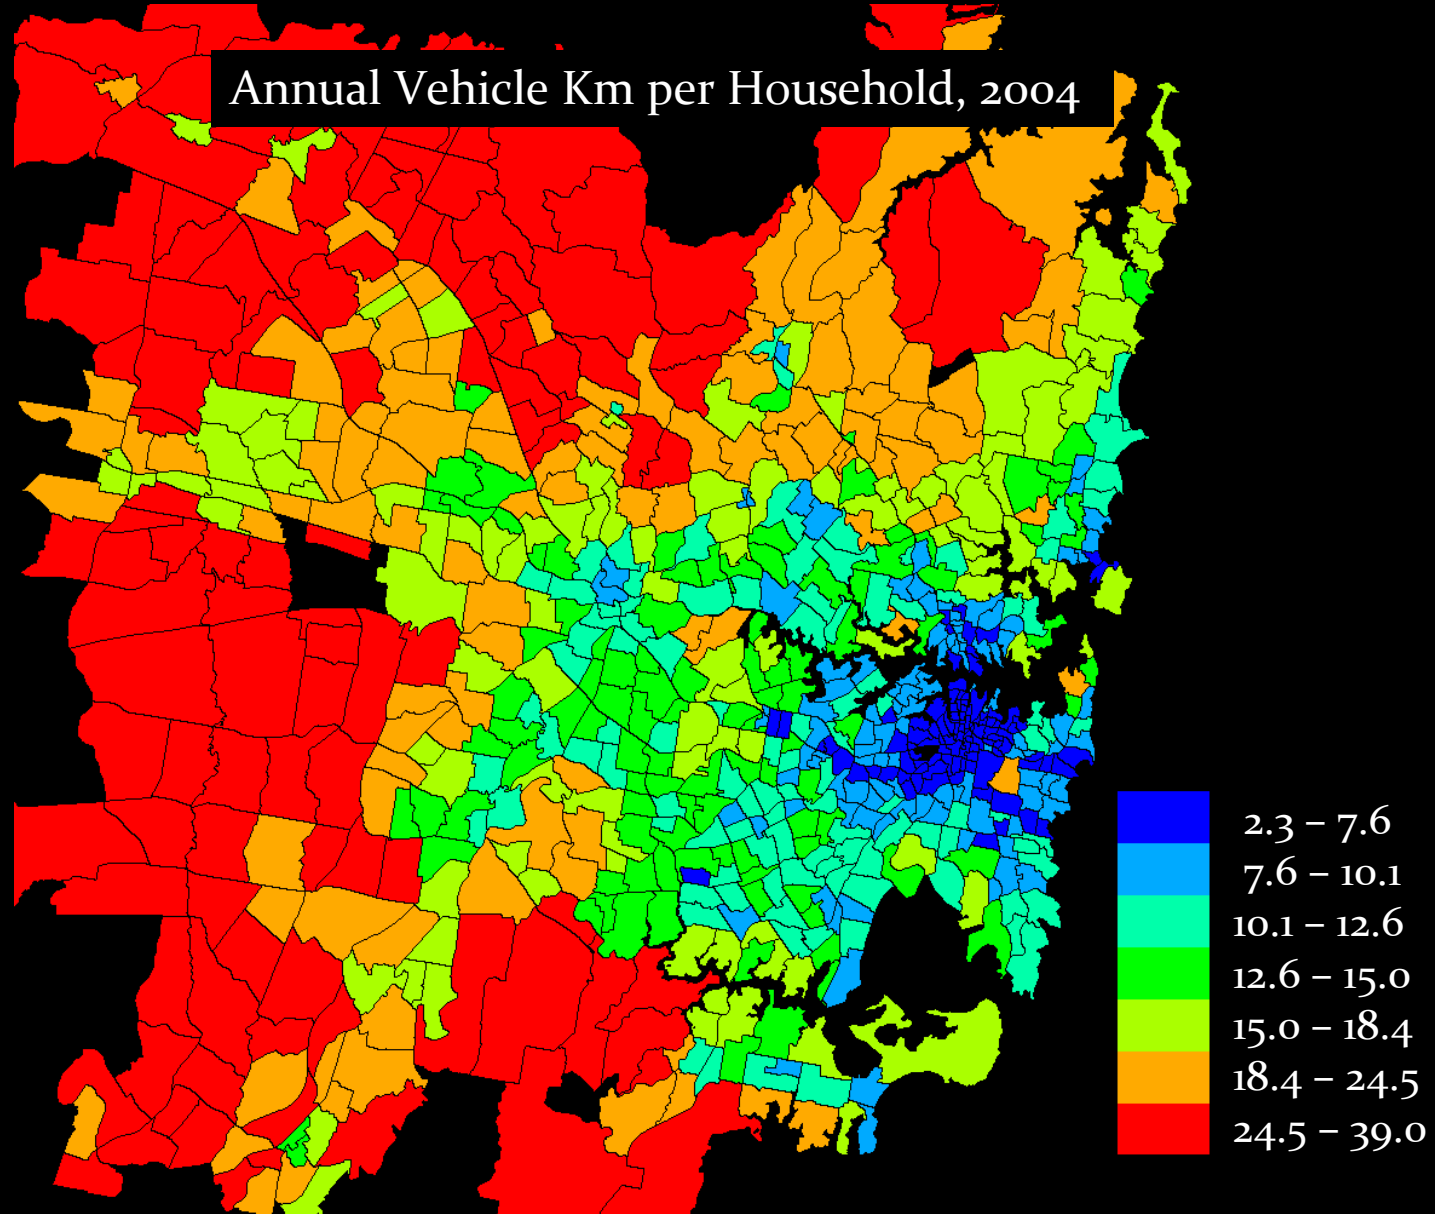 Annual Vehicle Km per Household, 2004
2.3 – 7.6
7.6 – 10.1
10.1 – 12.6
12.6 – 15.0
15.0 – 18.4
18.4 – 24.5
24.5 – 39.0